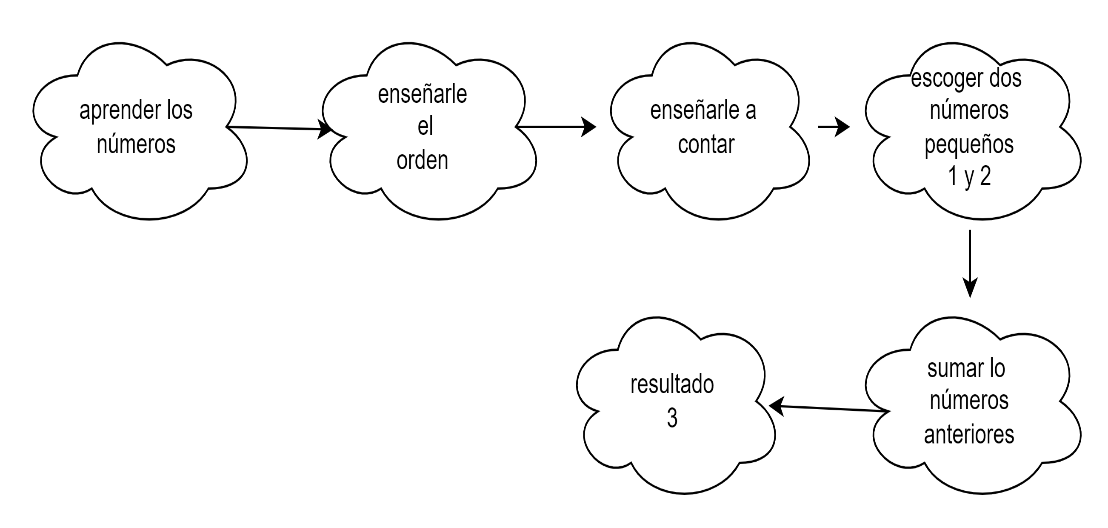 aprender los
números
enseñarle
el
orden
enseñarle a
contar
escoger dos
números
pequeños
1 y 2
sumar lo
números
anteriores
resultado
3